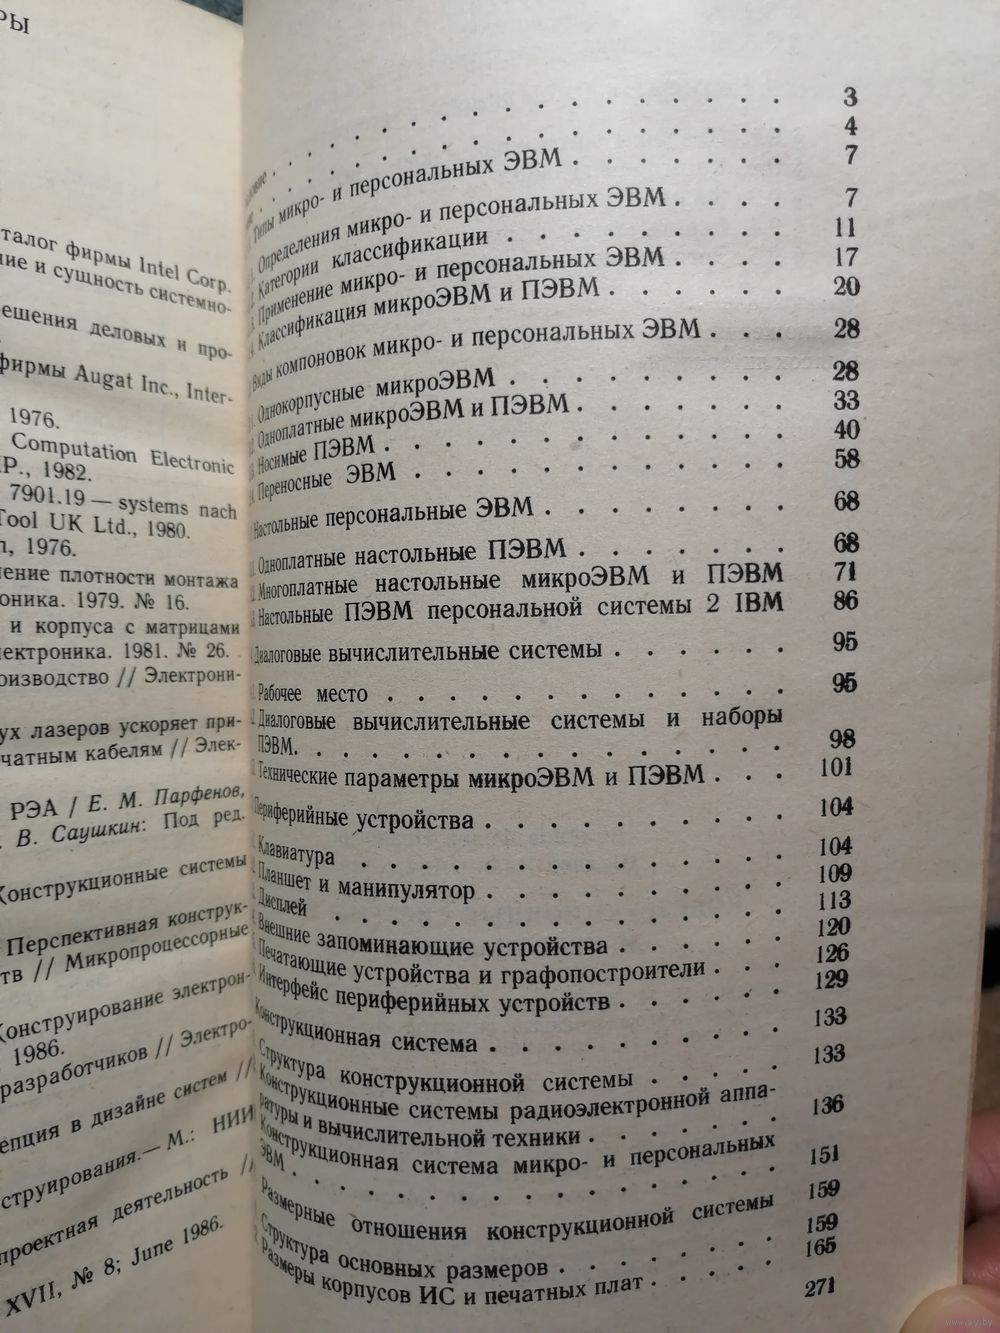 РЫ
талог фирмы Intel Corp.
ние и сущность системно-
ешения деловых и про-
фирмы Augat Inc., Inter-
1976.
Computation Electronic
P., 1982.
7901.19 — systems nach
Tool UK Ltd., 1980.
n, 1976.
ение плотности монтажа
оника. 1979. № 16.
и корпуса с матрицами
лектроника. 1981. № 26.
оизводство // Электрони-
ух лазеров ускоряет при-
чатным кабелям // Элек-
РЭА / Е. М. Парфенов,
. В. Саушкин: Под ред.
Конструкционные системы
Перспективная конструк-
тв // Микропроцессорные
Конструирование электрон-
1986.
разработчиков // Электро-
епция в дизайне систем //
струирования.— М.: НИИ
проектная деятельность //
XVII, № 8; June 1986.
. . . . . . . . . . 3
. . . . . . . . . . 4
Типы микро- и персональных ЭВМ . . . . . . . 7
Определения микро- и персональных ЭВМ . . . . 7
Категории классификации . . . . . . . . . 11
Применение микро- и персональных ЭВМ . . . . 17
Классификация микроЭВМ и ПЭВМ . . . . . . 20
Виды компоновок микро- и персональных ЭВМ . . . 28
Однокорпусные микроЭВМ . . . . . . . . . 28
Одноплатные микроЭВМ и ПЭВМ . . . . . . . 33
Носимые ПЭВМ . . . . . . . . . . . . . 40
Переносные ЭВМ . . . . . . . . . . . . 58
Настольные персональные ЭВМ . . . . . . . . 68
Одноплатные настольные ПЭВМ . . . . . . . 68
Многоплатные настольные микроЭВМ и ПЭВМ 71
Настольные ПЭВМ персональной системы 2 IBM 86
Диалоговые вычислительные системы . . . . . . 95
Рабочее место . . . . . . . . . . . . . 95
Диалоговые вычислительные системы и наборы
ПЭВМ. . . . . . . . . . . . . . . . 98
Технические параметры микроЭВМ и ПЭВМ . . . 101
Периферийные устройства . . . . . . . . . . 104
Клавиатура . . . . . . . . . . . . . . 104
Планшет и манипулятор . . . . . . . . . . 109
Дисплей . . . . . . . . . . . . . . . 113
Внешние запоминающие устройства . . . . . . 120
Печатающие устройства и графопостроители . . . 126
Интерфейс периферийных устройств . . . . . . 129
Конструкционная система . . . . . . . . . 133
Структура конструкционной системы . . . . . 133
Конструкционные системы радиоэлектронной аппа-
ратуры и вычислительной техники . . . . . . 136
Конструкционная система микро- и персональных
ЭВМ . . . . . . . . . . . . . . . 151
Размерные отношения конструкционной системы 159
Структура основных размеров . . . . . . . 159
Размеры корпусов ИС и печатных плат . . . . . 165
271
www.ay.by